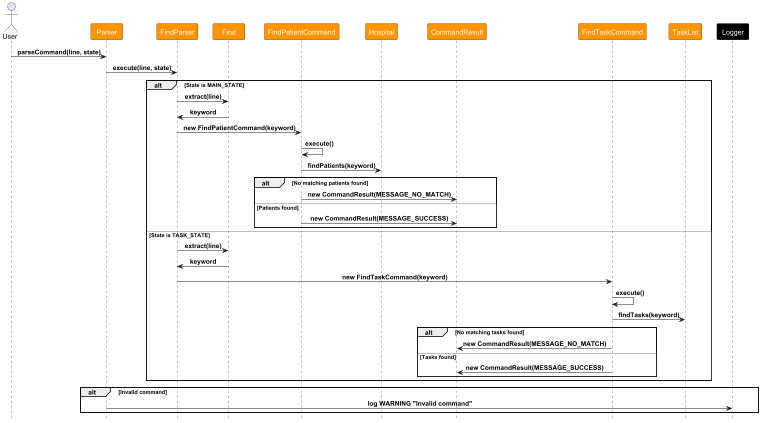 User
Parser
FindParser
Find
FindPatientCommand
Hospital
CommandResult
FindTaskCommand
TaskList
Logger
parseCommand(line, state)
execute(line, state)
alt [State is MAIN_STATE]
extract(line)
keyword
new FindPatientCommand(keyword)
execute()
findPatients(keyword)
alt [No matching patients found]
new CommandResult(MESSAGE_NO_MATCH)
[Patients found]
new CommandResult(MESSAGE_SUCCESS)
[State is TASK_STATE]
extract(line)
keyword
new FindTaskCommand(keyword)
execute()
findTasks(keyword)
alt [No matching tasks found]
new CommandResult(MESSAGE_NO_MATCH)
[Tasks found]
new CommandResult(MESSAGE_SUCCESS)
alt [Invalid command]
log WARNING "Invalid command"